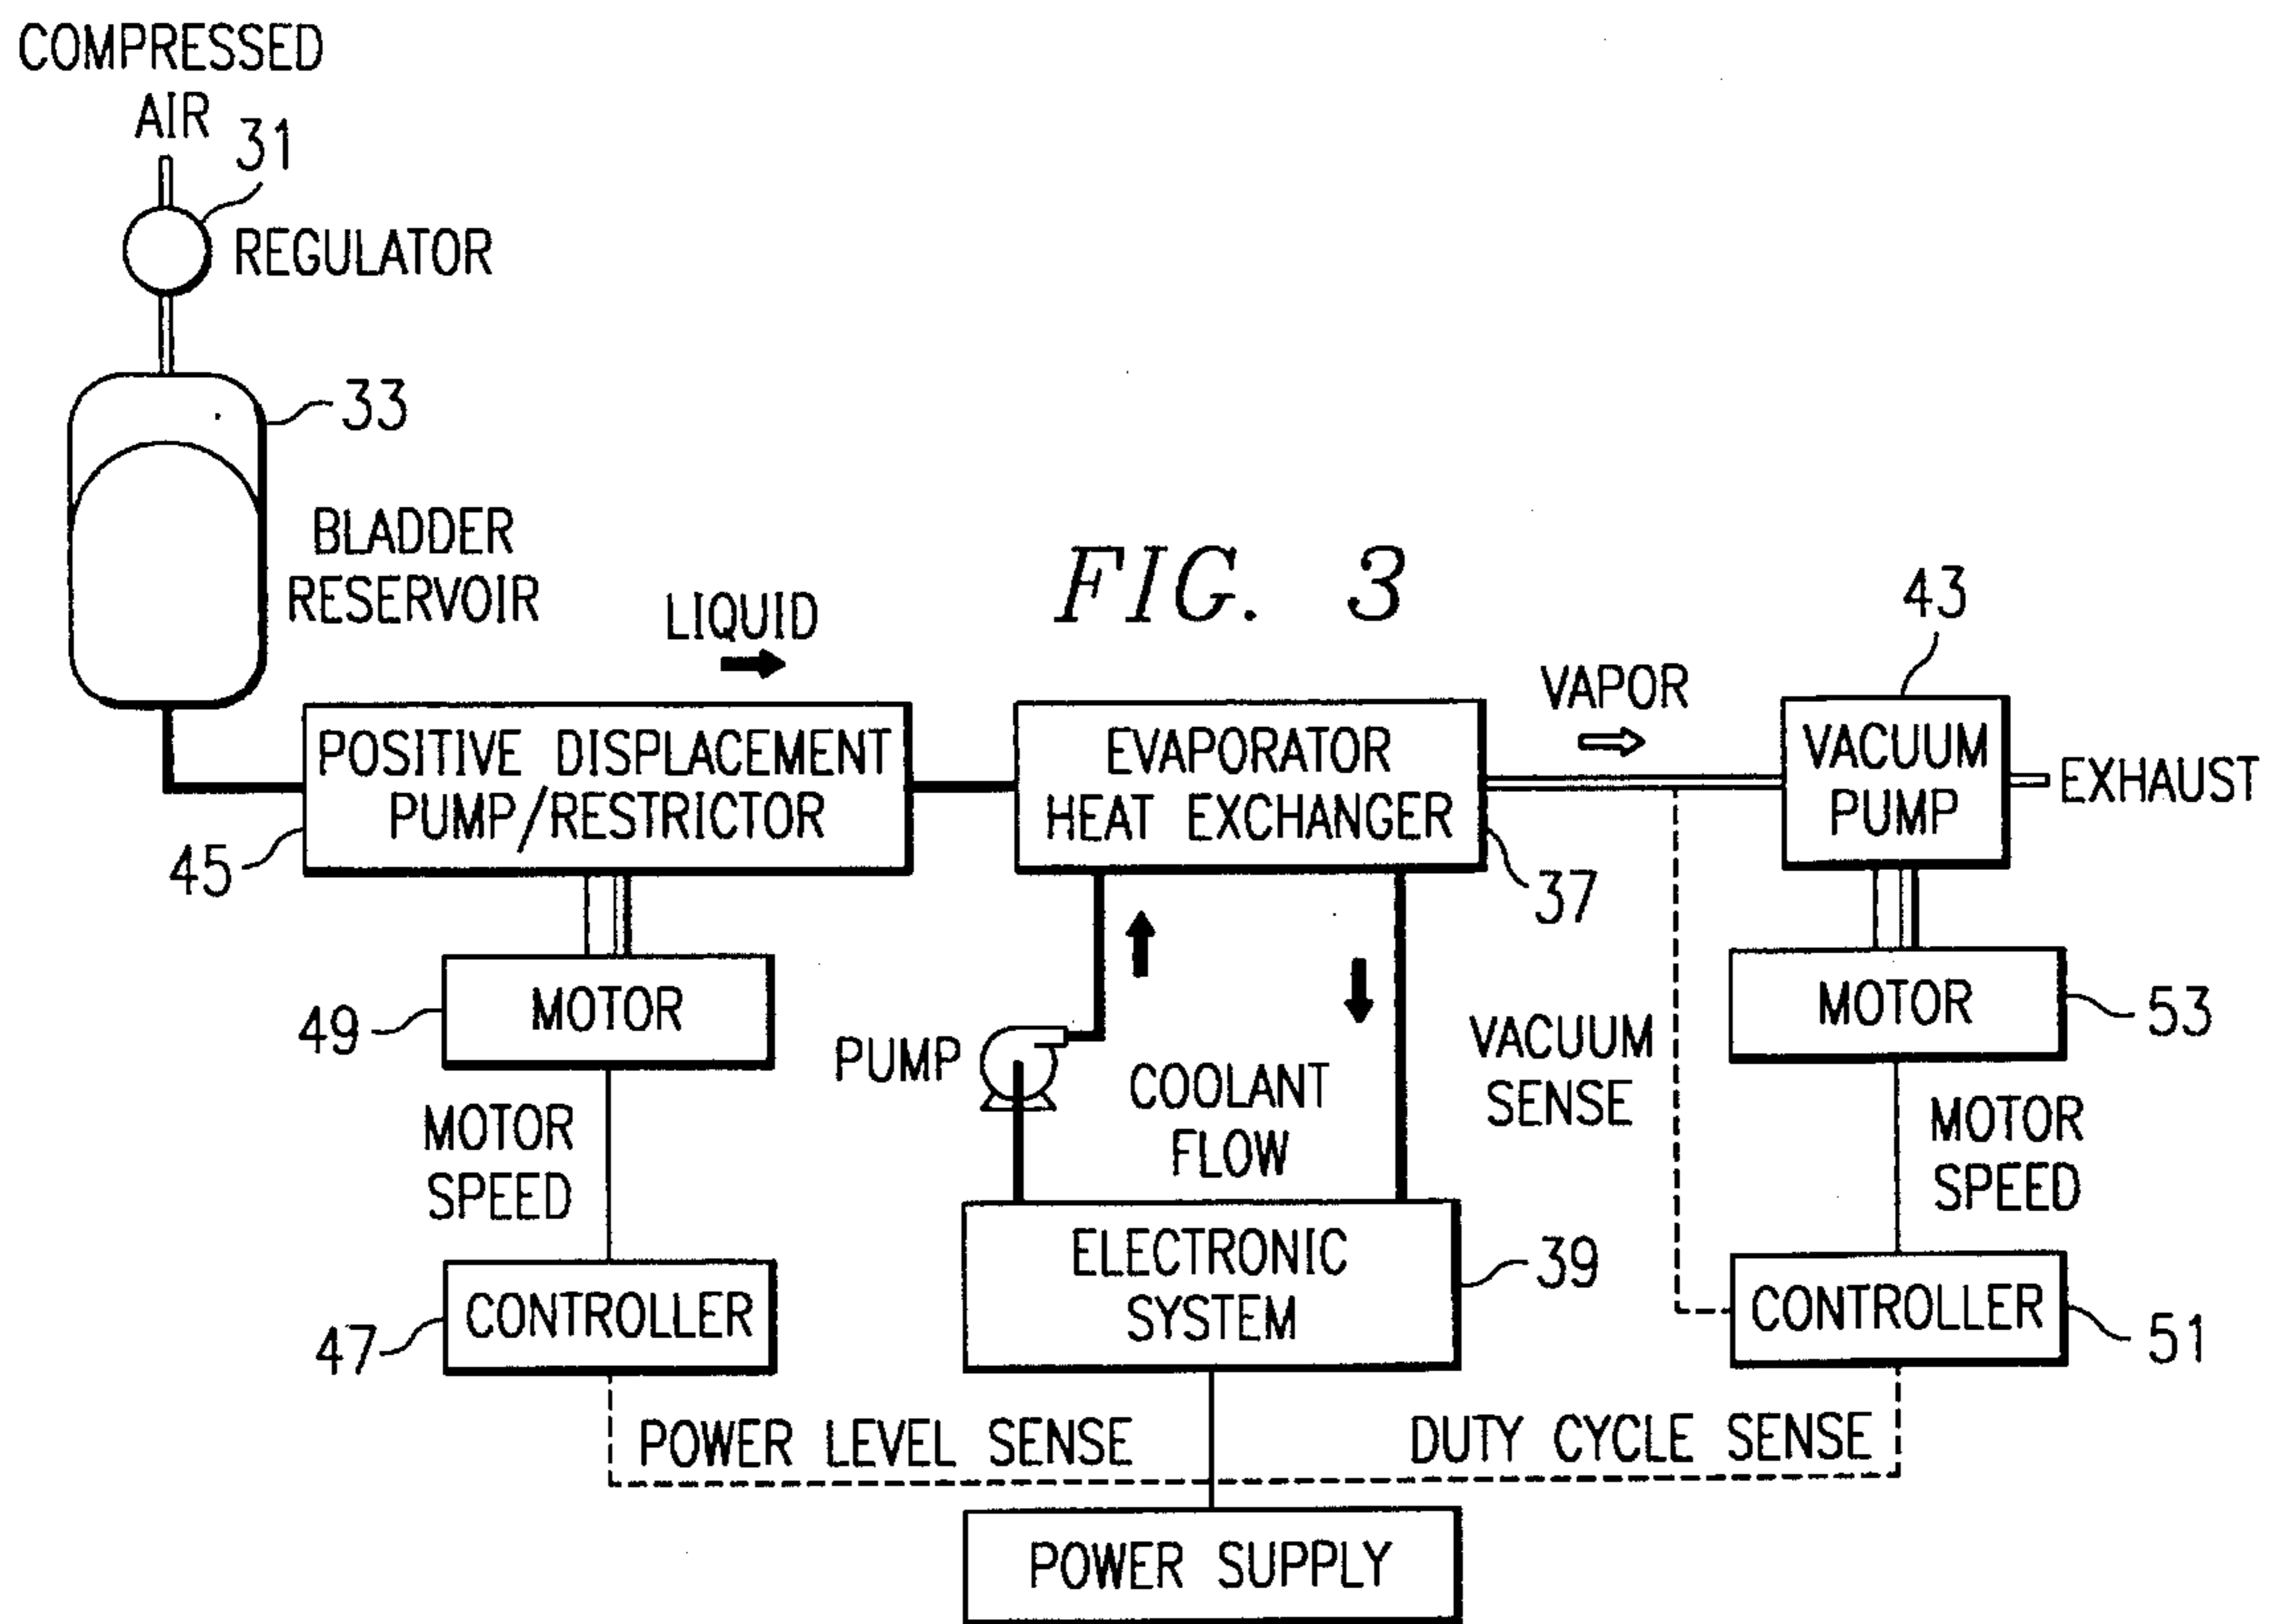 COMPRESSED
AIR
31
REGULATOR
33
BLADDER
RESERVOIR
LIQUID
FIG. 3
VAPOR
43
POSITIVE DISPLACEMENT
PUMP/RESTRICTOR
45
EVAPORATOR
HEAT EXCHANGER
37
VACUUM
PUMP
EXHAUST
MOTOR
49
PUMP
COOLANT
FLOW
VACUUM
SENSE
MOTOR
53
MOTOR
SPEED
MOTOR
SPEED
CONTROLLER
47
ELECTRONIC
SYSTEM
39
CONTROLLER
51
POWER LEVEL SENSE
DUTY CYCLE SENSE
POWER SUPPLY